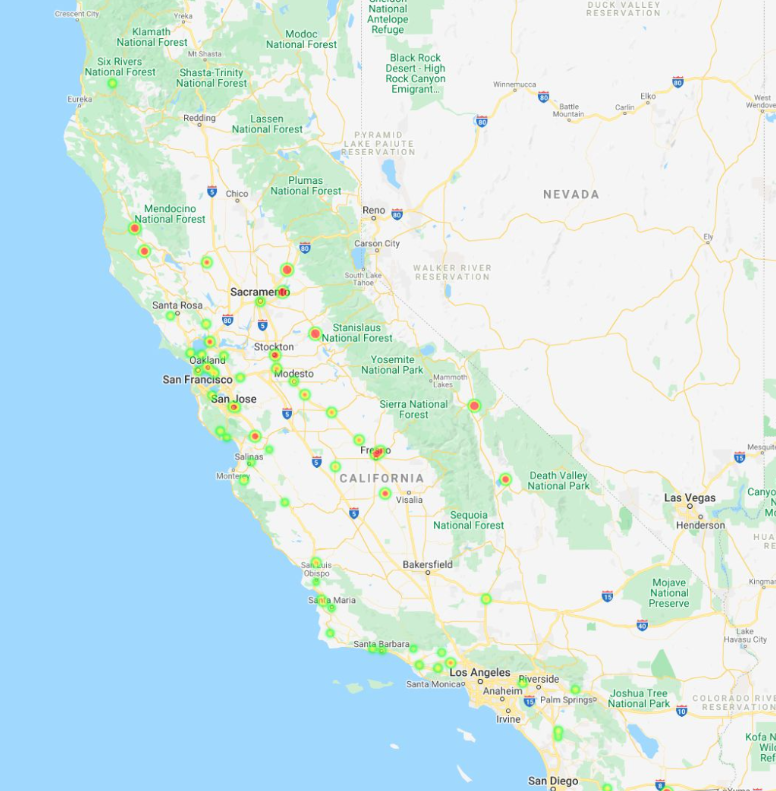 Sheldon
National
Antelope
Refuge
DUCK VALLEY
RESERVATION
Crescent City
Yreka
Klamath
National Forest
Modoc
National Forest
Mt Shasta
Six Rivers
National Forest
Shasta-Trinity
National Forest
Black Rock
Desert - High
Rock Canyon
Emigrant...
Winnemucca
80
Elko
80
West
Wendove
Battle
Mountain
Carlin
Eureka
Redding
Lassen
National Forest
80
PYRAMID
LAKE PAIUTE
RESERVATION
5
Chico
Plumas
National Forest
NEVADA
Mendocino
National Forest
Reno
80
Carson City
80
Ely
South Lake
Tahoe
WALKER RIVER
RESERVATION
Sacramento
Santa Rosa
80
5
Stanislaus
National Forest
Stockton
Oakland
Yosemite
National Park
San Francisco
Modesto
Mammoth
Lakes
San Jose
5
Sierra National
Forest
Salinas
5
Fresno
15
Mesquite
Monterey
CALIFORNIA
Death Valley
National Park
Visalia
Las Vegas
Canyo
5
Henderson
Sequoia
National Forest
San Luis
Obispo
Bakersfield
Mojave
National
Preserve
Kingma
15
Santa Maria
40
Lake
Havasu City
Santa Barbara
Los Angeles
Santa Monica
Riverside
Anaheim
15
Palm Springs
Joshua Tree
National Park
COLORADO RIVER
RESERVATION
10
Irvine
Kofa N
Wil
Ref
San Diego
8